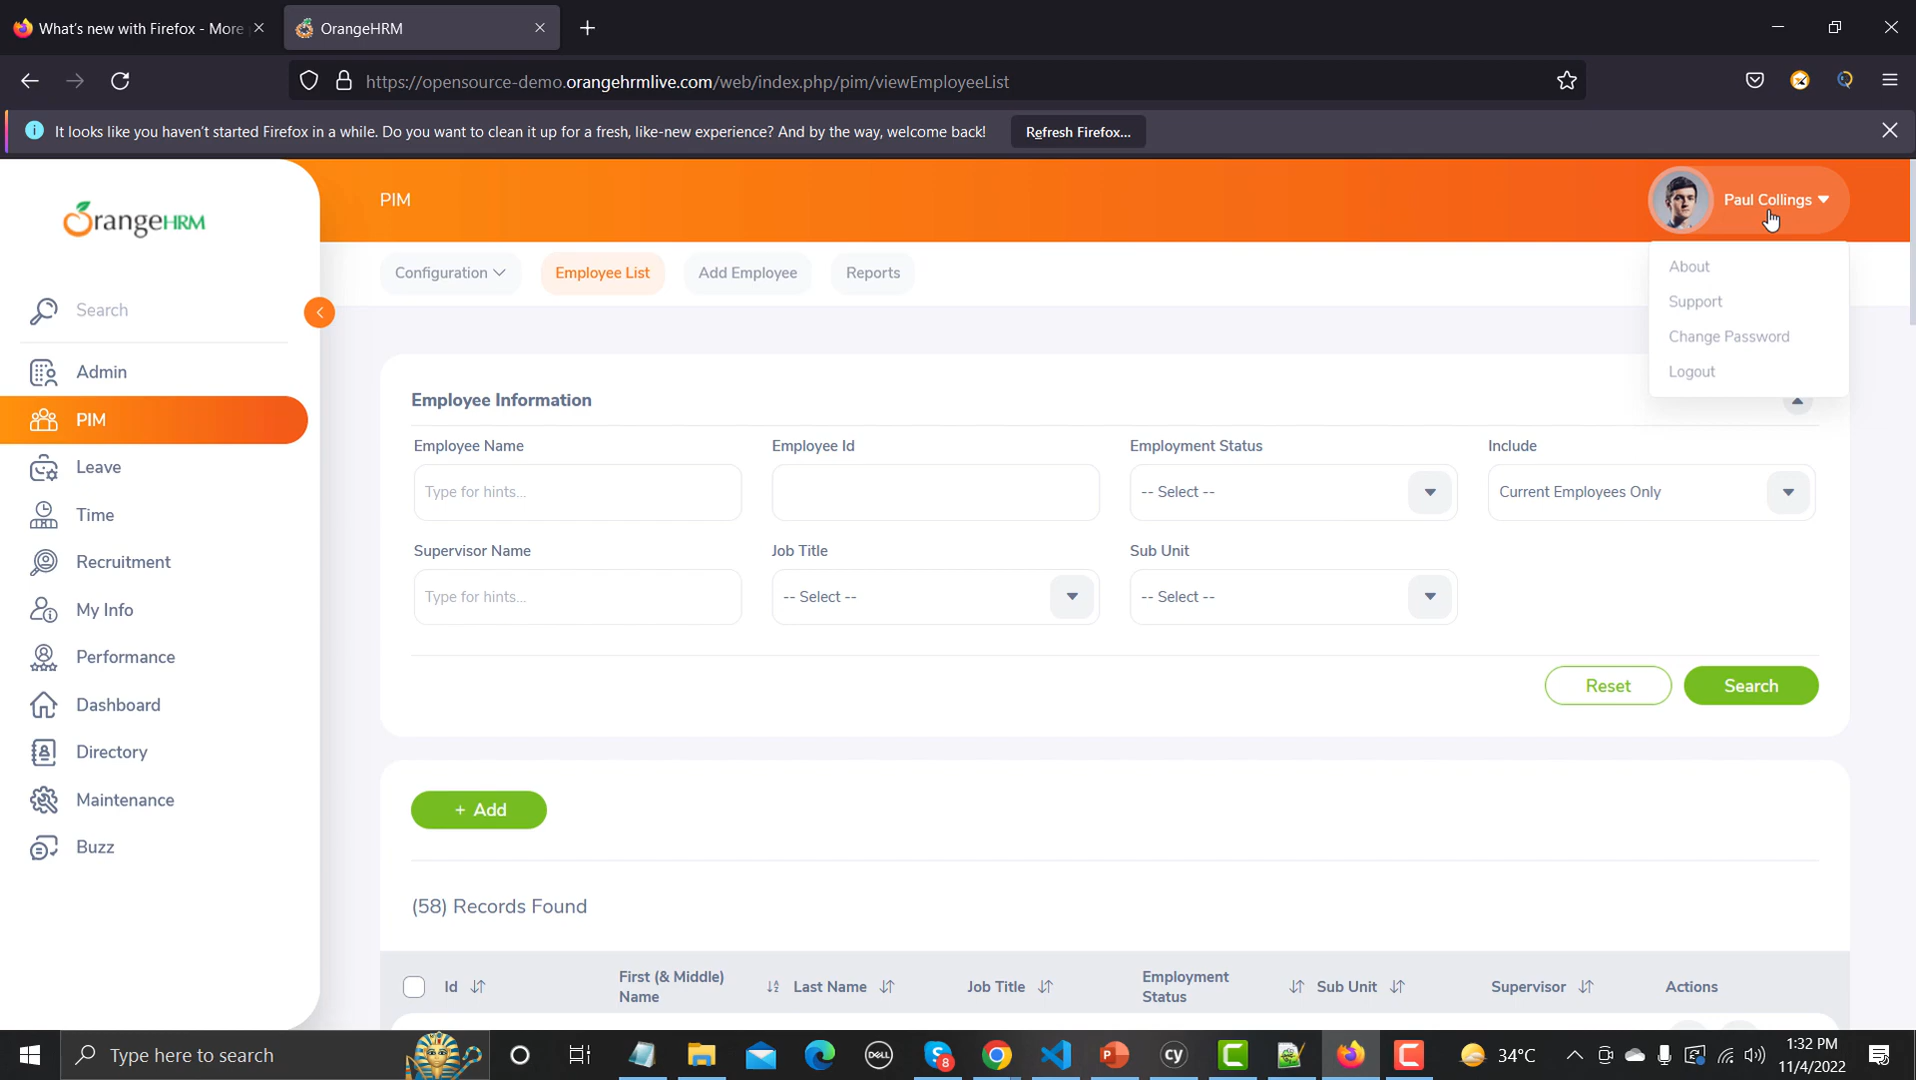 What's new with Firefox - More
OrangeHRM
https://opensource-demo.orangehrmlive.com/web/index.php/pim/viewEmployeeList
It looks like you haven't started Firefox in a while. Do you want to clean it up for a fresh, like-new experience? And by the way, welcome back!
Refresh Firefox...
OrangeHRM
PIM
Paul Collings
Configuration
Employee List
Add Employee
Reports
About
Support
Change Password
Logout
Search
Admin
PIM
Leave
Time
Recruitment
My Info
Performance
Dashboard
Directory
Maintenance
Buzz
Employee Information
Employee Name
Employee Id
Employment Status
Include
Type for hints...
-- Select --
Current Employees Only
Supervisor Name
Job Title
Sub Unit
Type for hints...
-- Select --
-- Select --
Reset
Search
+ Add
(58) Records Found
Id
First (& Middle)
Name
Last Name
Job Title
Employment
Status
Sub Unit
Supervisor
Actions
Type here to search
DELL
8
cy
34°C
1:32 PM
11/4/2022